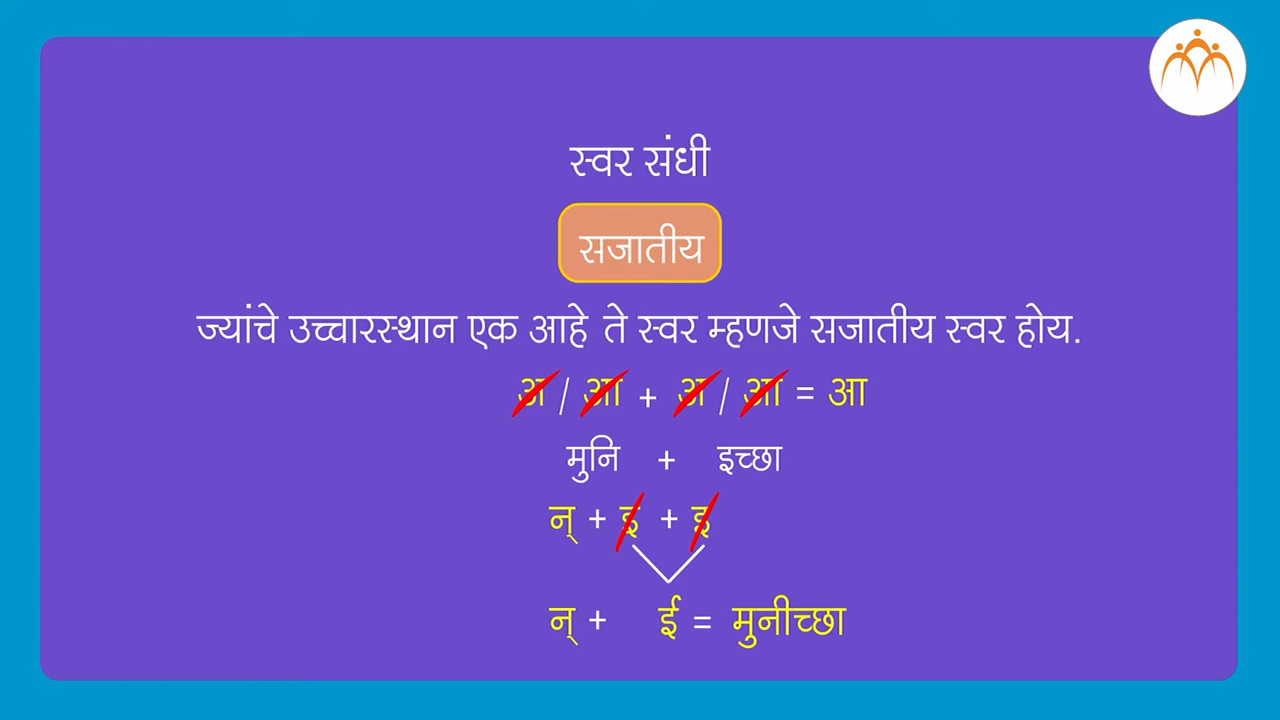 स्वर संधी
सजातीय
ज्यांचे उच्चारस्थान एक आहे ते स्वर म्हणजे सजातीय स्वर होय.
अ / आ + अ / आ = आ
मुनि + इच्छा
न् + इ + इ
न् + ई = मुनीच्छा